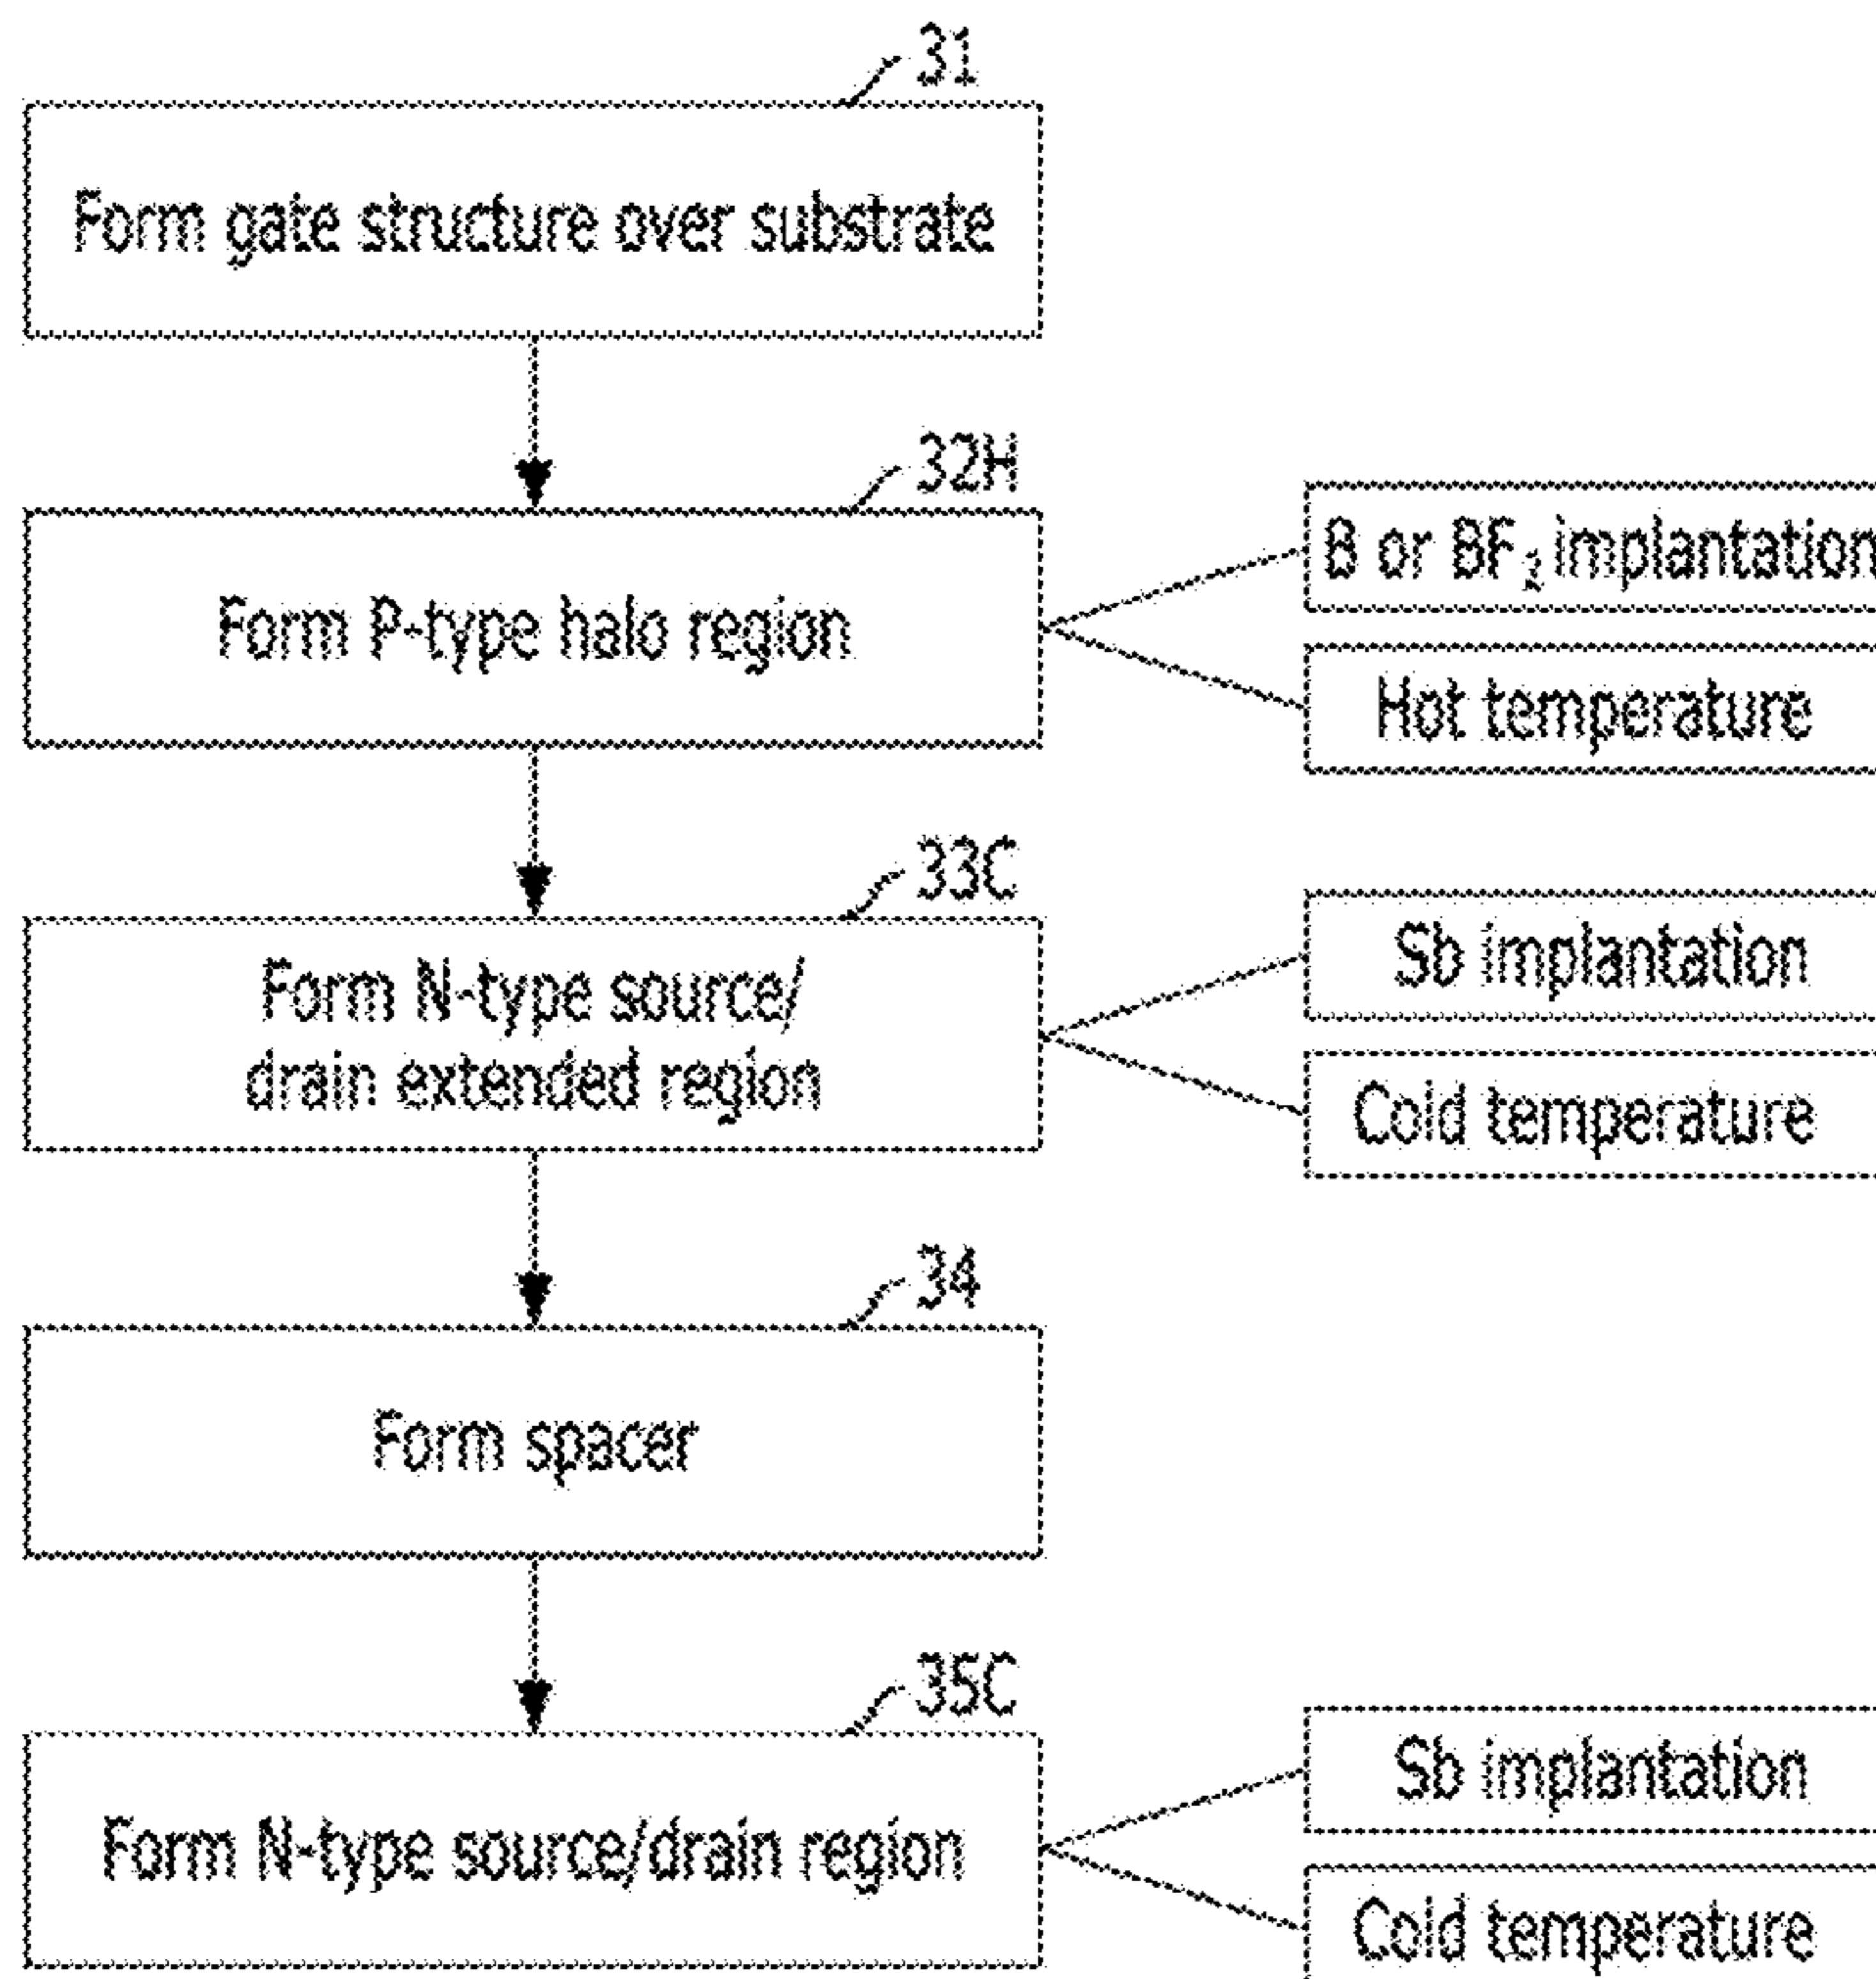 31
Form gate structure over substrate
32H
Form P-type halo region
B or BF₂ implantation
Hot temperature
33C
Form N-type source/
drain extended region
Sb implantation
Cold temperature
34
Form spacer
35C
Form N-type source/drain region
Sb implantation
Cold temperature